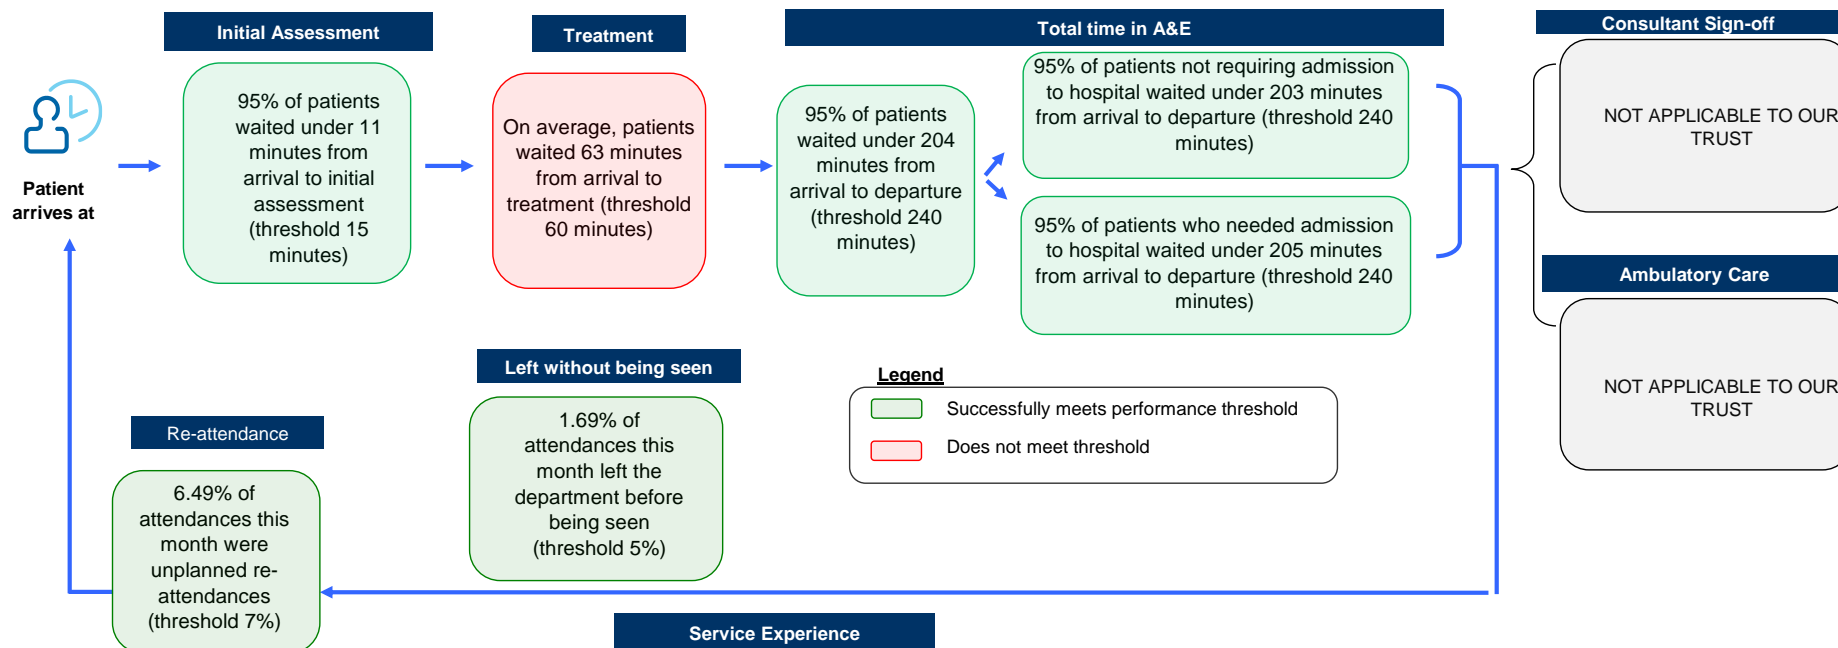 Initial Assessment
Treatment
Total time in A&E
Consultant Sign-off
Patient
arrives at
95% of patients
waited under 11
minutes from
arrival to initial
assessment
(threshold 15
minutes)
On average, patients
waited 63 minutes
from arrival to
treatment (threshold
60 minutes)
95% of patients
waited under 204
minutes from
arrival to departure
(threshold 240
minutes)
95% of patients not requiring admission
to hospital waited under 203 minutes
from arrival to departure (threshold 240
minutes)
95% of patients who needed admission
to hospital waited under 205 minutes
from arrival to departure (threshold 240
minutes)
NOT APPLICABLE TO OUR
TRUST
Ambulatory Care
NOT APPLICABLE TO OUR
TRUST
Left without being seen
1.69% of
attendances this
month left the
department before
being seen
(threshold 5%)
Legend
Successfully meets performance threshold
Does not meet threshold
Re-attendance
6.49% of
attendances this
month were
unplanned re-
attendances
(threshold 7%)
Service Experience